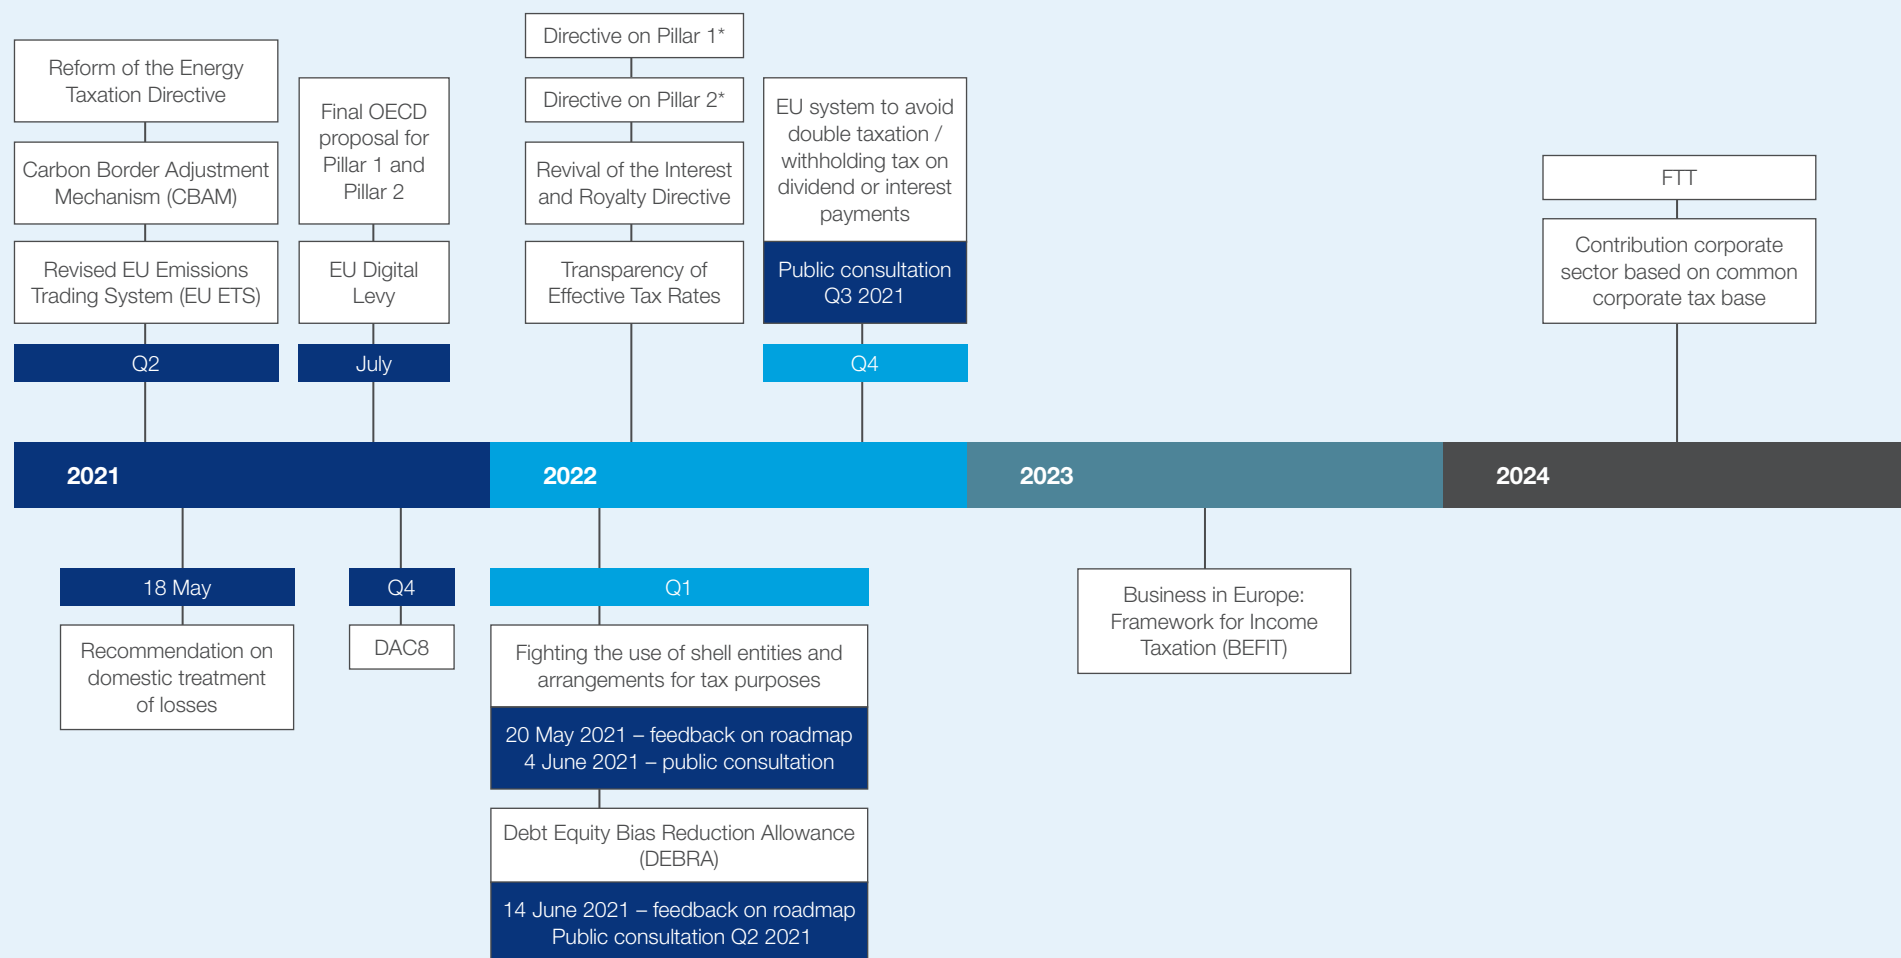 Reform of the Energy
Taxation Directive
Carbon Border Adjustment
Mechanism (CBAM)
Revised EU Emissions
Trading System (EU ETS)
Q2
Final OECD
proposal for
Pillar 1 and
Pillar 2
EU Digital
Levy
July
Directive on Pillar 1*
Directive on Pillar 2*
Revival of the Interest
and Royalty Directive
Transparency of
Effective Tax Rates
EU system to avoid
double taxation /
withholding tax on
dividend or interest
payments
Public consultation
Q3 2021
Q4
FTT
Contribution corporate
sector based on common
corporate tax base
2021
2022
2023
2024
18 May
Recommendation on
domestic treatment
of losses
Q4
DAC8
Q1
Fighting the use of shell entities and
arrangements for tax purposes
20 May 2021 – feedback on roadmap
4 June 2021 – public consultation
Debt Equity Bias Reduction Allowance
(DEBRA)
14 June 2021 – feedback on roadmap
Public consultation Q2 2021
Business in Europe:
Framework for Income
Taxation (BEFIT)